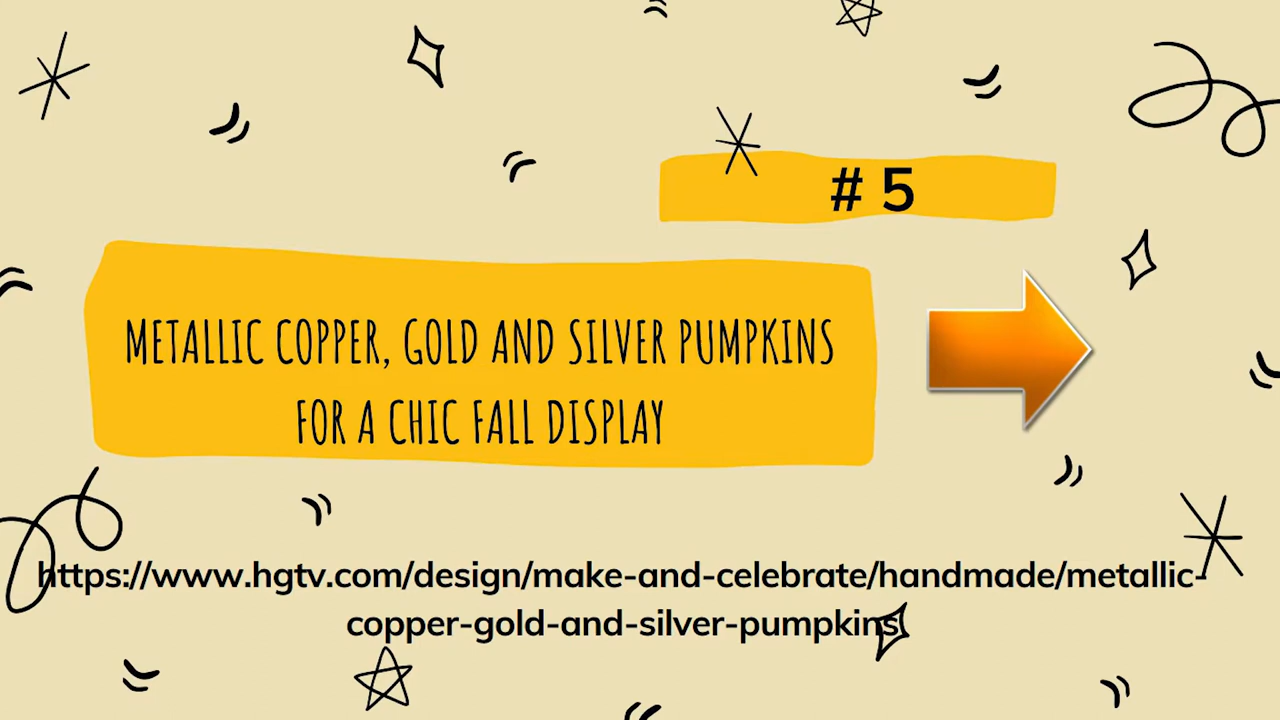 # 5
METALLIC COPPER, GOLD AND SILVER PUMPKINS
FOR A CHIC FALL DISPLAY
https://www.hgtv.com/design/make-and-celebrate/handmade/metallic-
copper-gold-and-silver-pumpkins